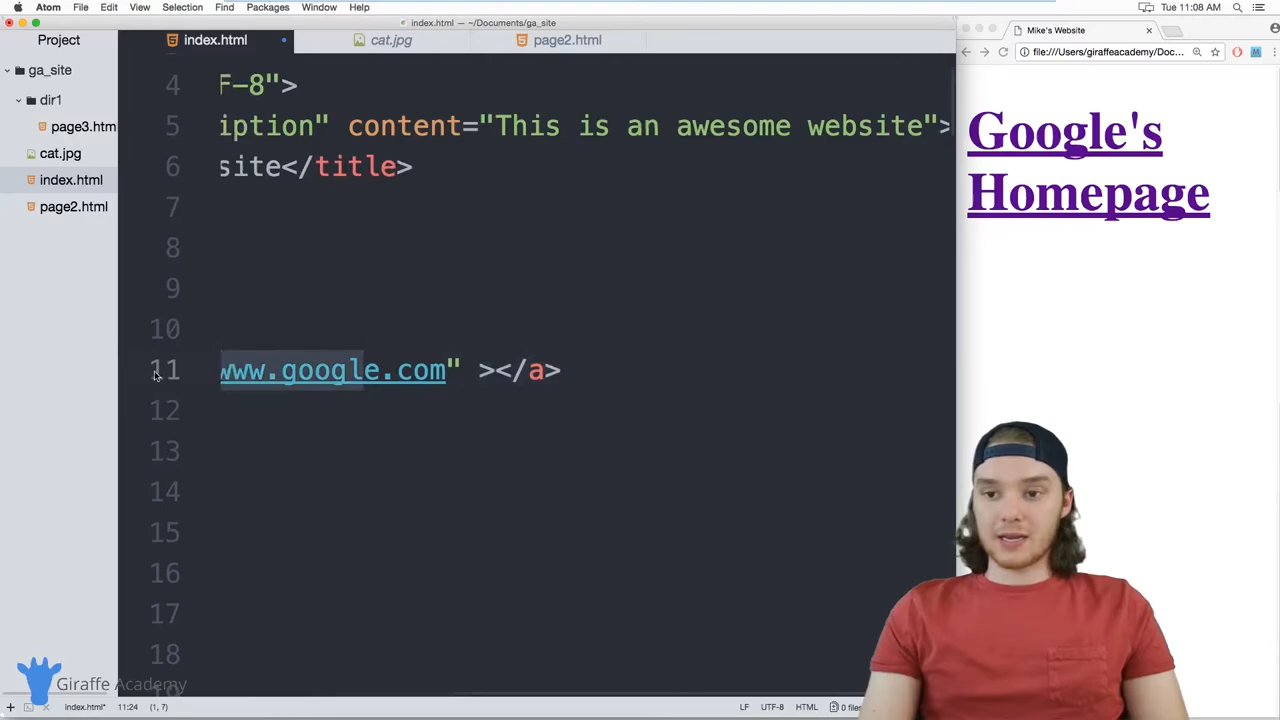 Atom File Edit View Selection Find Packages Window Help
Tue 11:08 AM
index.html — ~/Documents/ga_site
Project
index.html
cat.jpg
page2.html
Mike's Website
file:///Users/giraffeacademy/Doc...
ga_site
dir1
page3.htm
cat.jpg
index.html
page2.html
4 F-8">
5 iption" content="This is an awesome website">
6 site</title>
7
8
9
10
11 www.google.com" ></a>
12
13
14
15
16
17
18
Google's
Homepage
Giraffe Academy
index.html* 11:24 (1, 7)
LF UTF-8 HTML 0 files